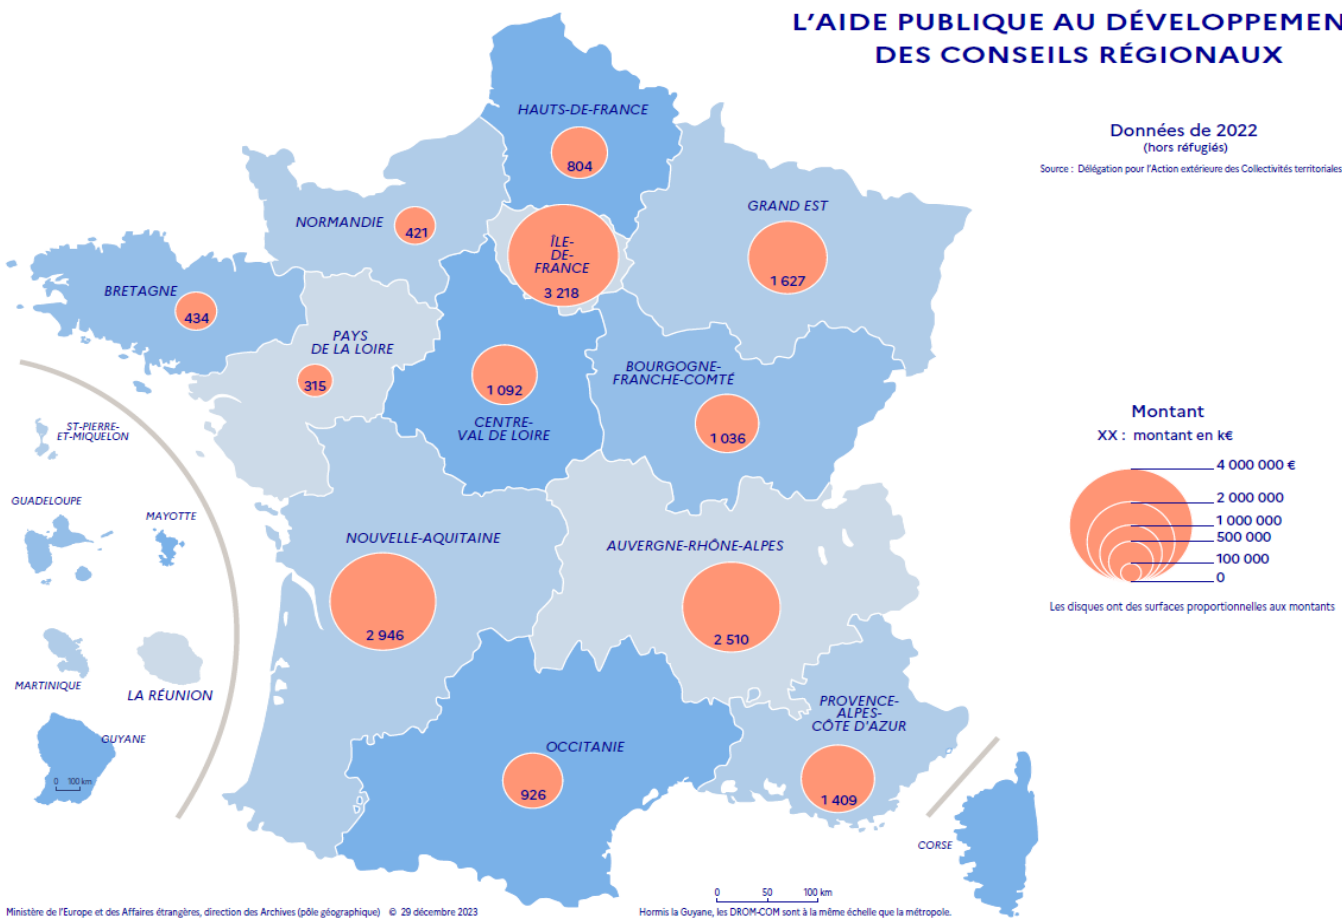 L'AIDE PUBLIQUE AU DÉVELOPPEMEN
DES CONSEILS RÉGIONAUX
Données de 2022
(hors réfugiés)
Source : Délégation pour l'Action extérieure des Collectivités territoriales
HAUTS-DE-FRANCE
804
NORMANDIE
421
ÎLE-
DE-
FRANCE
3 218
GRAND EST
1 627
BRETAGNE
434
PAYS
DE LA LOIRE
315
1 092
CENTRE-
VAL DE LOIRE
BOURGOGNE-
FRANCHE-COMTÉ
1 036
ST-PIERRE-
ET-MIQUELON
GUADELOUPE
MAYOTTE
MARTINIQUE
LA RÉUNION
GUYANE
0 100 km
NOUVELLE-AQUITAINE
2 946
AUVERGNE-RHÔNE-ALPES
2 510
OCCITANIE
926
PROVENCE-
ALPES-
CÔTE D'AZUR
1 409
CORSE
Montant
XX : montant en k€
4 000 000 €
2 000 000
1 000 000
500 000
100 000
0
Les disques ont des surfaces proportionnelles aux montants
0 50 100 km
Ministère de l'Europe et des Affaires étrangères, direction des Archives (pôle géographique) © 29 décembre 2023
Hormis la Guyane, les DROM-COM sont à la même échelle que la métropole.